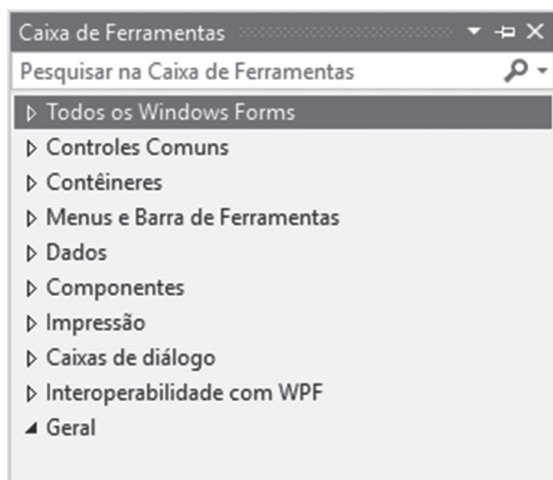 Caixa de Ferramentas
Pesquisar na Caixa de Ferramentas
Todos os Windows Forms
Controles Comuns
Contêineres
Menus e Barra de Ferramentas
Dados
Componentes
Impressão
Caixas de diálogo
Interoperabilidade com WPF
Geral